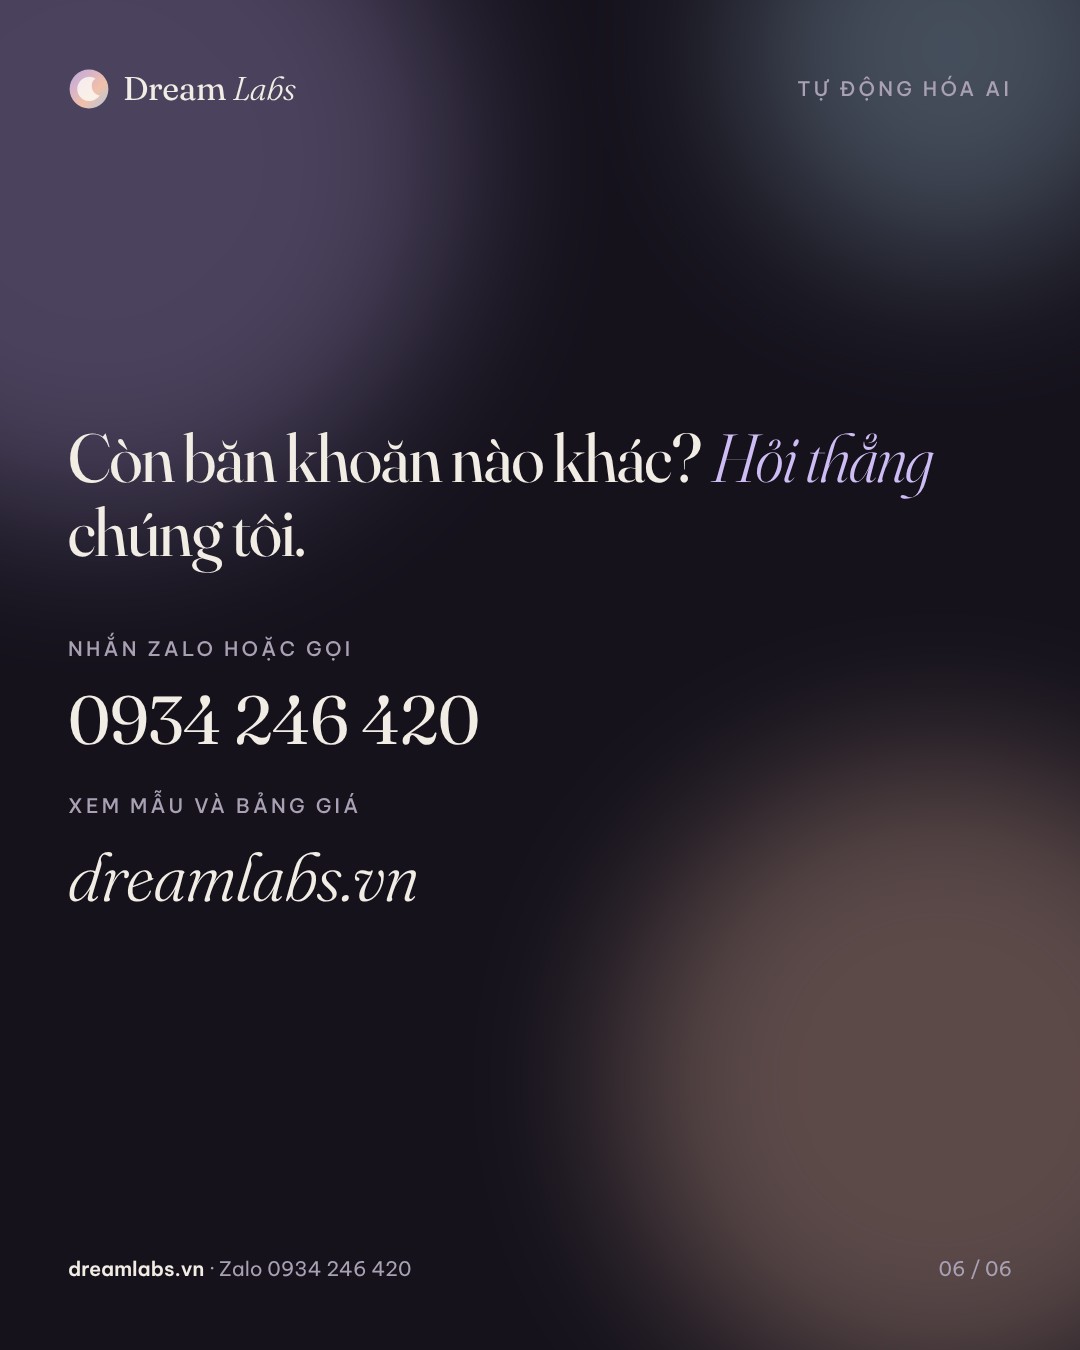 Dream Labs
TỰ ĐỘNG HÓA AI
Còn băn khoăn nào khác? Hỏi thẳng
chúng tôi.
NHẮN ZALO HOẶC GỌI
0934 246 420
XEM MẪU VÀ BẢNG GIÁ
dreamlabs.vn
dreamlabs.vn · Zalo 0934 246 420
06 / 06